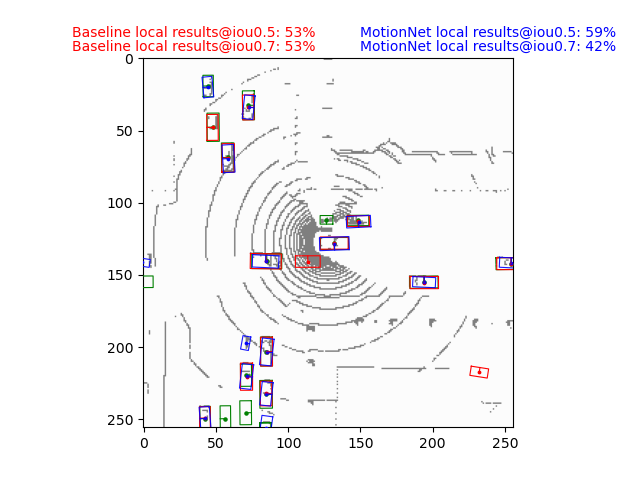 Baseline local results@iou0.5: 53% MotionNet local results@iou0.5: 59%
Baseline local results@iou0.7: 53% MotionNet local results@iou0.7: 42%
0
50
100
150
200
250
0 50 100 150 200 250